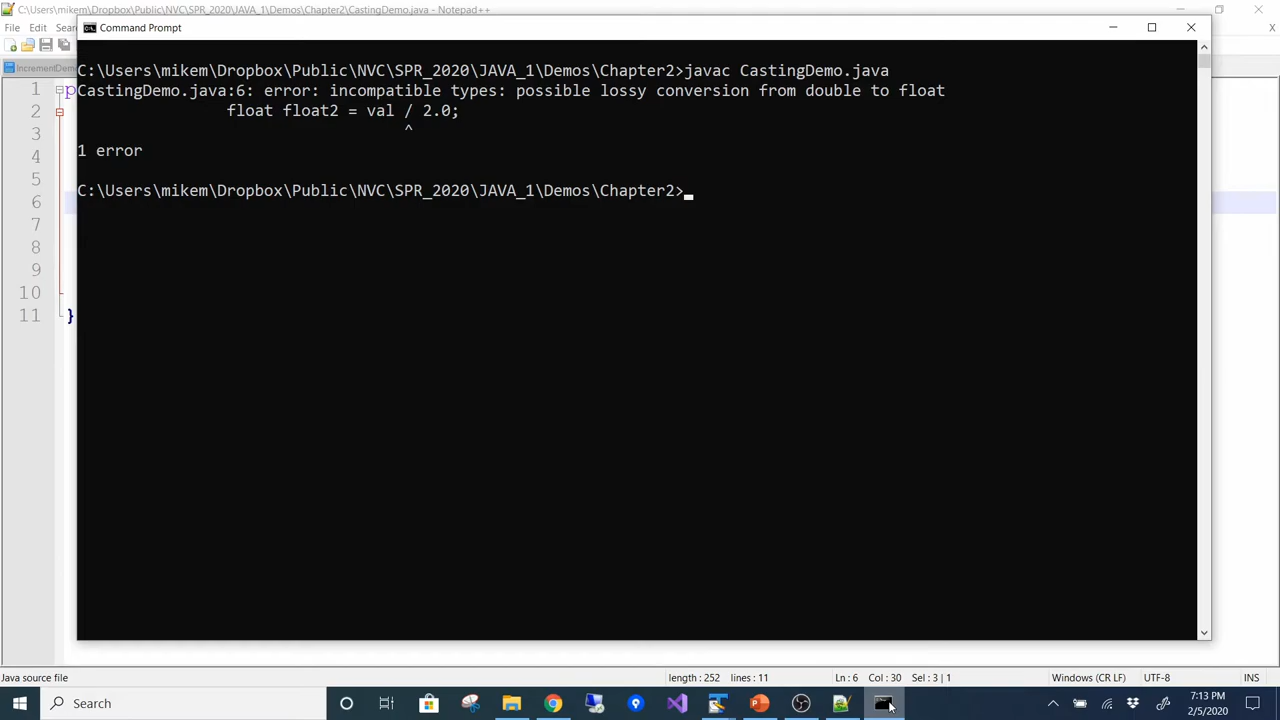 C:\Users\mikem\Dropbox\Public\NVC\SPR_2020\JAVA_1\Demos\Chapter2\CastingDemo.java - Notepad++
Command Prompt
File Edit Sear
IncrementDem
C:\Users\mikem\Dropbox\Public\NVC\SPR_2020\JAVA_1\Demos\Chapter2>javac CastingDemo.java
CastingDemo.java:6: error: incompatible types: possible lossy conversion from double to float
float float2 = val / 2.0;
^
1 error
C:\Users\mikem\Dropbox\Public\NVC\SPR_2020\JAVA_1\Demos\Chapter2>_
1 p
2
3
4
5
6
7
8
9
10
11 }
Java source file length : 252 lines : 11 Ln : 6 Col : 30 Sel : 3 | 1 Windows (CR LF) UTF-8 INS
Search
7:13 PM
2/5/2020